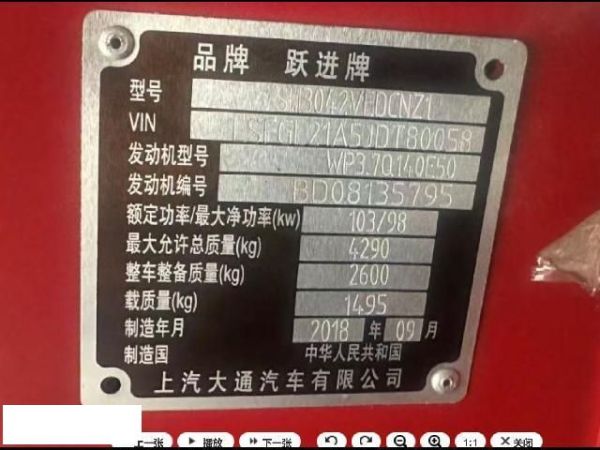 品牌 跃进牌
型号 SH3042VEDCNZ1
VIN LSFGL21A5JDT80058
发动机型号 WP3.7Q140E50
发动机编号 BD08135795
额定功率/最大净功率(kw) 103/98
最大允许总质量(kg) 4290
整车整备质量(kg) 2600
载质量(kg) 1495
制造年月 2018 年 09 月
制造国 中华人民共和国
上汽大通汽车有限公司
上一张 播放 下一张 1:1 关闭